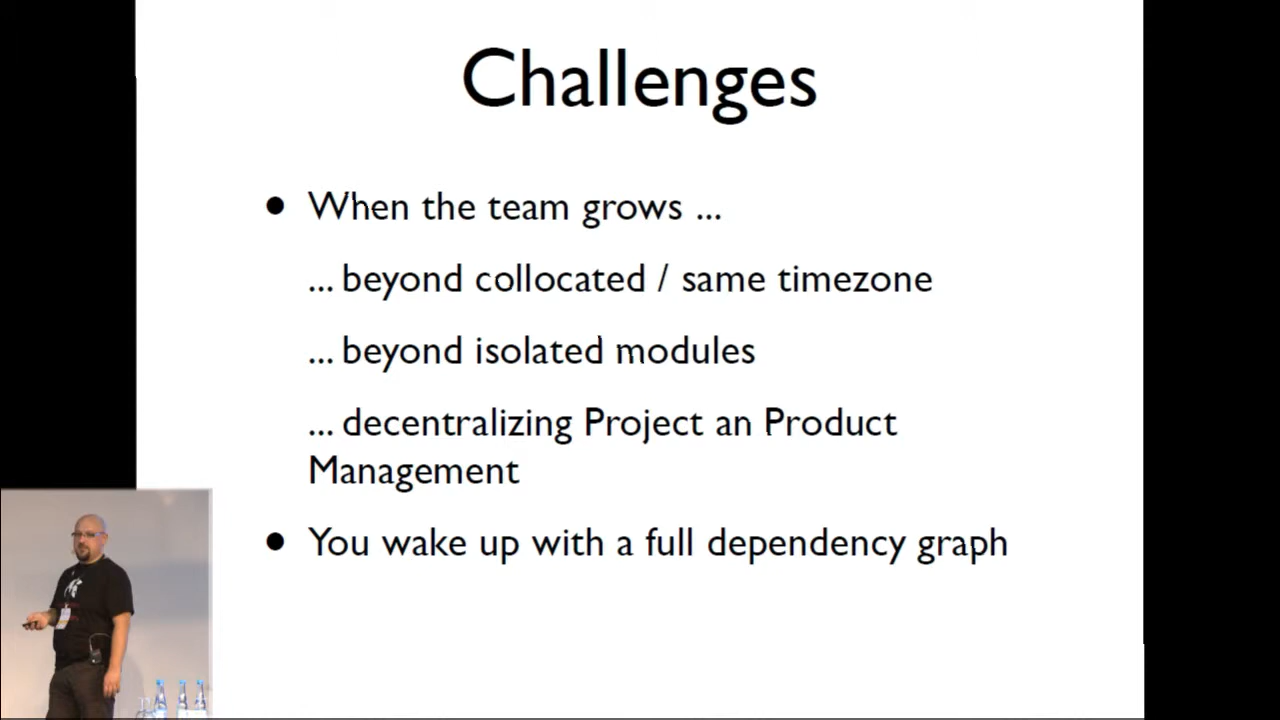 Challenges
• When the team grows ...
... beyond collocated / same timezone
... beyond isolated modules
... decentralizing Project an Product
Management
• You wake up with a full dependency graph